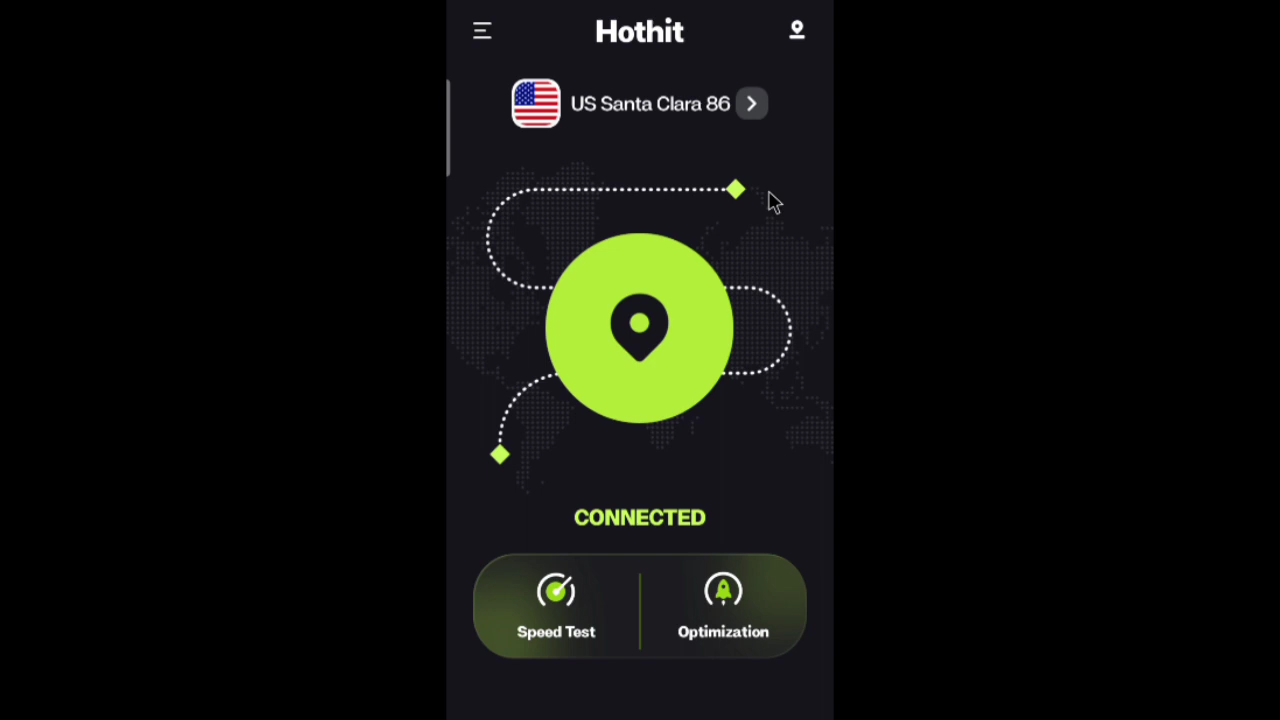 Hothit
US Santa Clara 86
CONNECTED
Speed Test
Optimization